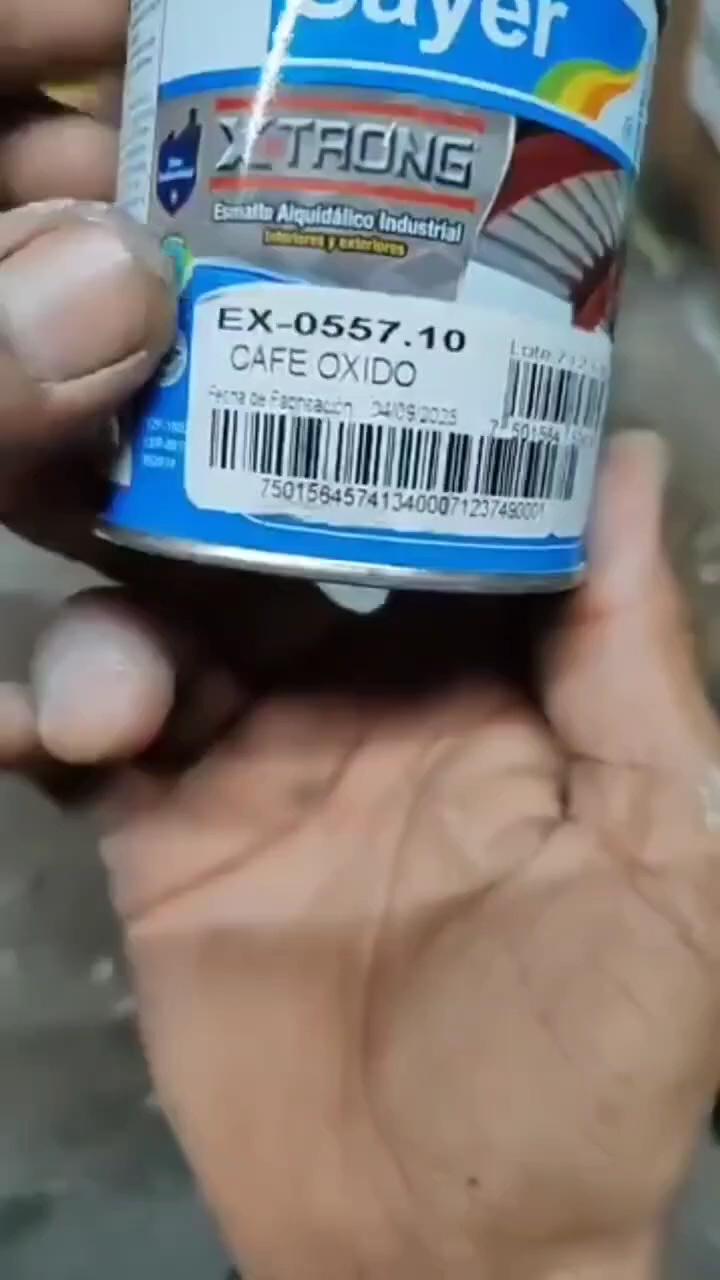 Sayer
XTRONG
Esmalte Alquidálico Industrial
Interiores y exteriores
EX-0557.10
CAFE OXIDO
Fecha de Fabricación 04/09/2025
Lote
750156457413400071237490001